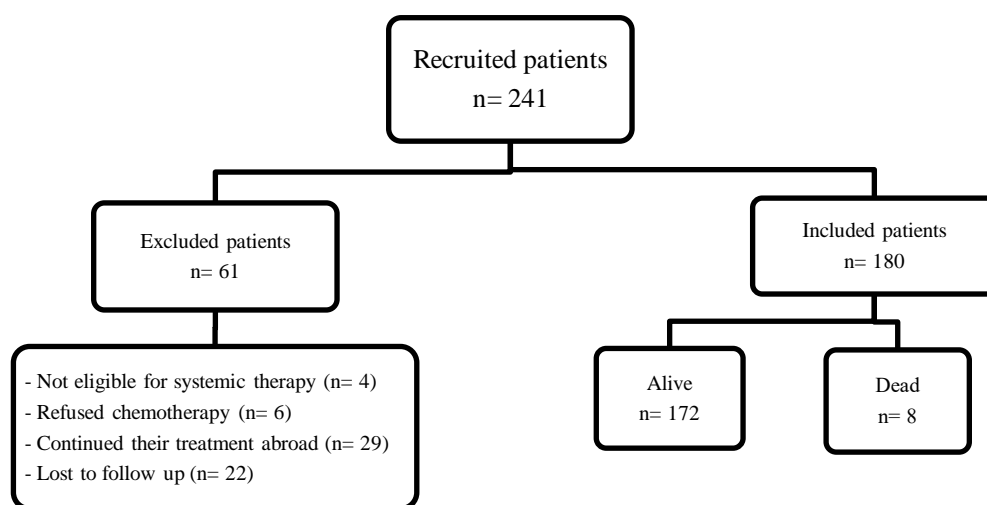 Recruited patients
n= 241
Excluded patients
n= 61
Included patients
n= 180
- Not eligible for systemic therapy (n= 4)
- Refused chemotherapy (n= 6)
- Continued their treatment abroad (n= 29)
- Lost to follow up (n= 22)
Alive
n= 172
Dead
n= 8